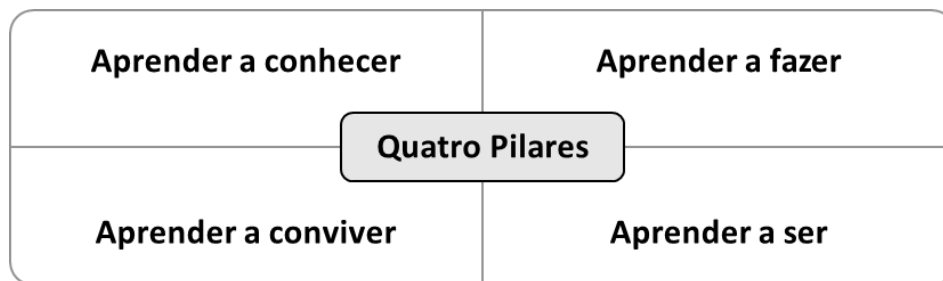 Aprender a conhecer
Aprender a fazer
Quatro Pilares
Aprender a conviver
Aprender a ser